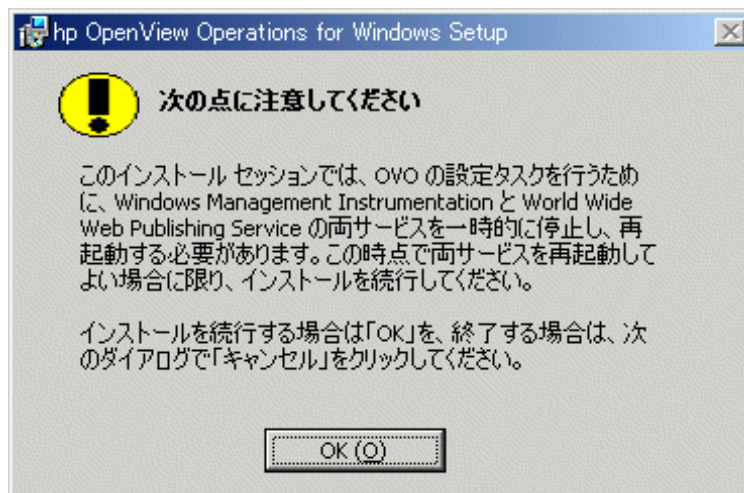 hp OpenView Operations for Windows Setup
次の点に注意してください
このインストール セッションでは、OVO の設定タスクを行うため
に、Windows Management Instrumentation と World Wide
Web Publishing Service の両サービスを一時的に停止し、再
起動する必要があります。この時点で両サービスを再起動して
よい場合に限り、インストールを続行してください。
インストールを続行する場合は「OK」を、終了する場合は、次
のダイアログで「キャンセル」をクリックしてください。
OK (O)